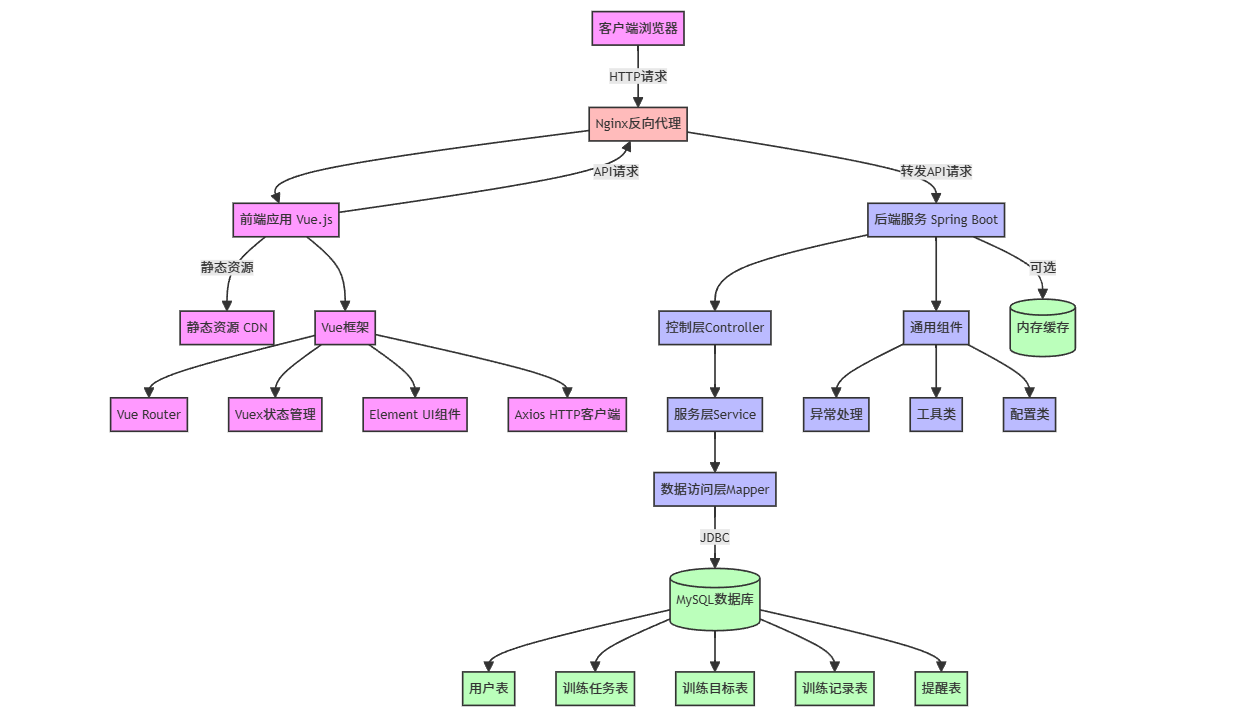 客户端浏览器
HTTP请求
Nginx反向代理
API请求
转发API请求
前端应用 Vue.js
后端服务 Spring Boot
静态资源
可选
静态资源 CDN
Vue框架
控制层Controller
通用组件
内存缓存
Vue Router
Vuex状态管理
Element UI组件
Axios HTTP客户端
服务层Service
异常处理
工具类
配置类
数据访问层Mapper
JDBC
MySQL数据库
用户表
训练任务表
训练目标表
训练记录表
提醒表